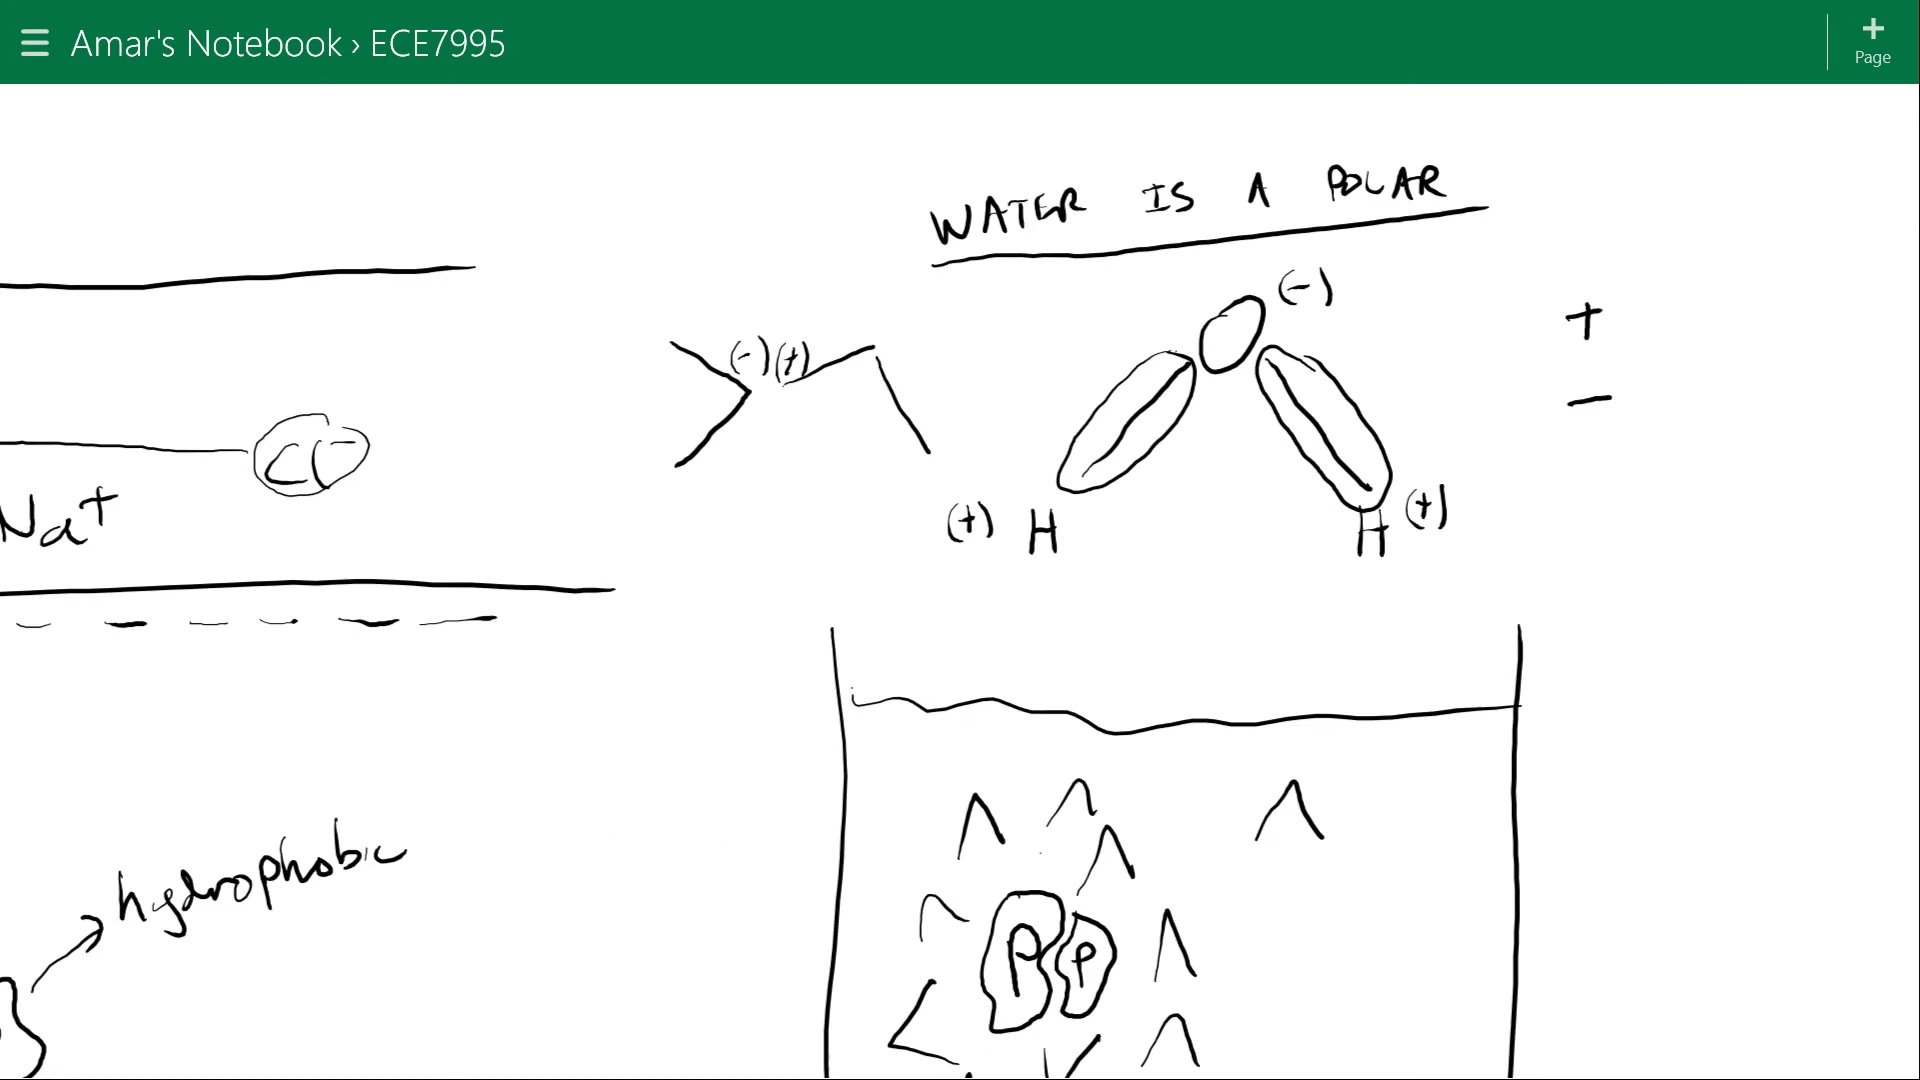 Amar's Notebook › ECE7995
Page
WATER IS A POLAR
(-)
+
(-) (+)
-
Cl-
Na+
(+) H
H (+)
hydrophobic
P P